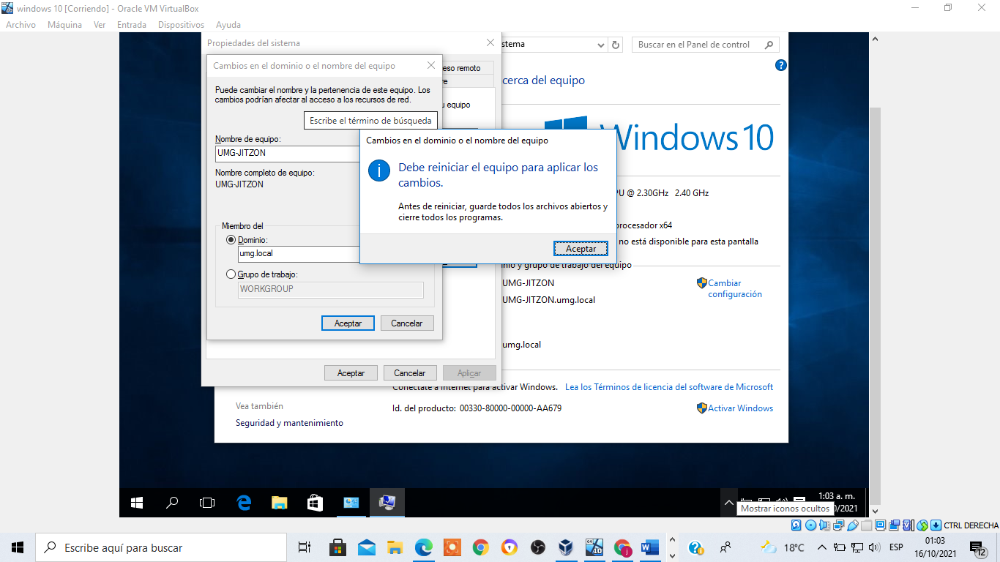 windows 10 [Corriendo] - Oracle VM VirtualBox
Archivo Máquina Ver Entrada Dispositivos Ayuda
Propiedades del sistema
stema
Buscar en el Panel de control
Cambios en el dominio o el nombre del equipo
eso remoto
re
cerca del equipo
Puede cambiar el nombre y la pertenencia de este equipo. Los
cambios podrían afectar al acceso a los recursos de red.
u equipo
Escribe el término de búsqueda
Windows 10
Nombre de equipo:
UMG-JITZON
Nombre completo de equipo:
UMG-JITZON
Cambios en el dominio o el nombre del equipo
Debe reiniciar el equipo para aplicar los
cambios.
Antes de reiniciar, guarde todos los archivos abiertos y
cierre todos los programas.
Aceptar
PU @ 2.30GHz 2.40 GHz
procesador x64
no está disponible para esta pantalla
Miembro del
Dominio:
umg.local
Grupo de trabajo:
WORKGROUP
Aceptar Cancelar
nio y grupo de trabajo del equipo
UMG-JITZON
Cambiar
configuración
UMG-JITZON.umg.local
umg.local
Aceptar Cancelar Aplicar
Conéctate a Internet para activar Windows. Lea los Términos de licencia del software de Microsoft
Vea también
Id. del producto: 00330-80000-00000-AA679
Activar Windows
Seguridad y mantenimiento
1:03 a. m.
0/2021
Mostrar iconos ocultos
CTRL DERECHA
Escribe aquí para buscar
18°C
ESP
01:03
16/10/2021
12